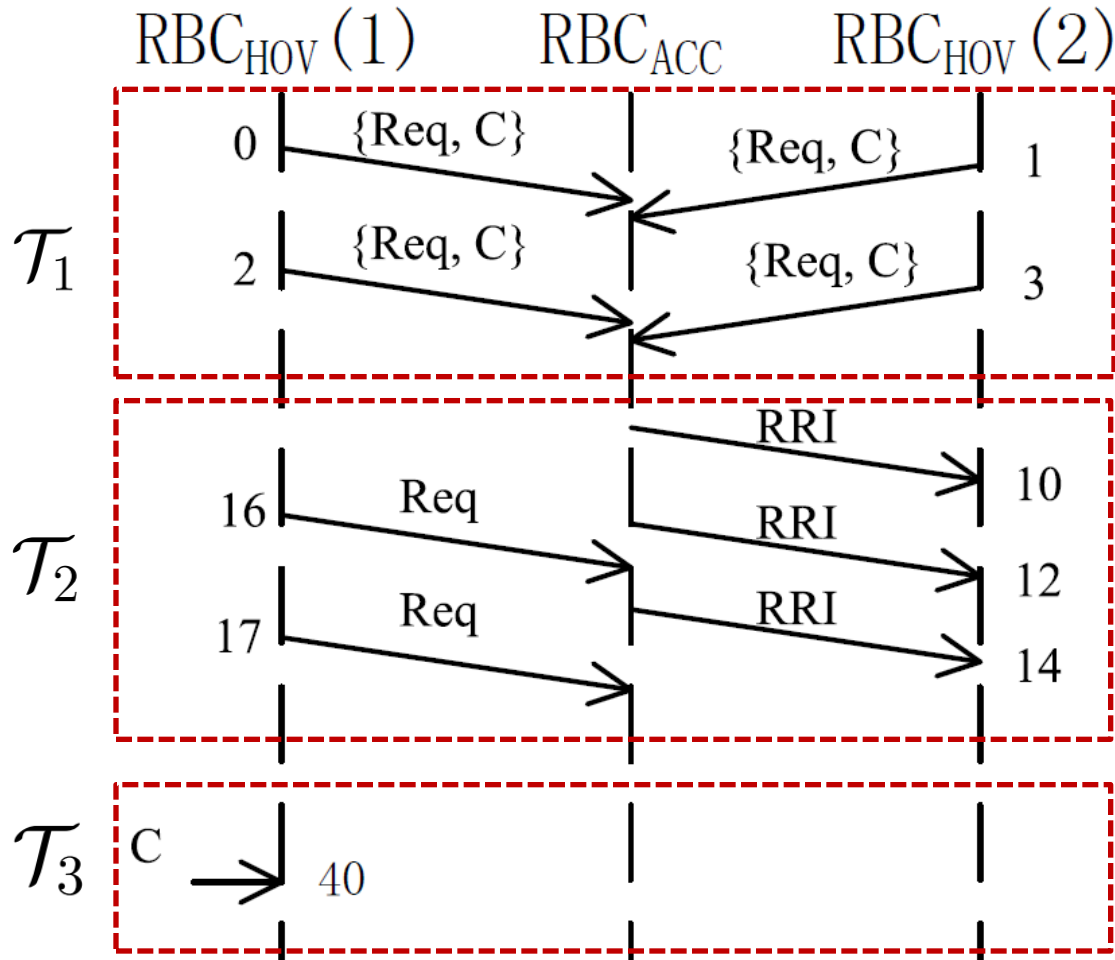 RBC_HOV(1) RBC_ACC RBC_HOV(2)
0 {Req, C} {Req, C} 1
𝒯1
2 {Req, C} {Req, C} 3
RRI
10
16 Req RRI
𝒯2
12
17 Req RRI
14
𝒯3
C
40